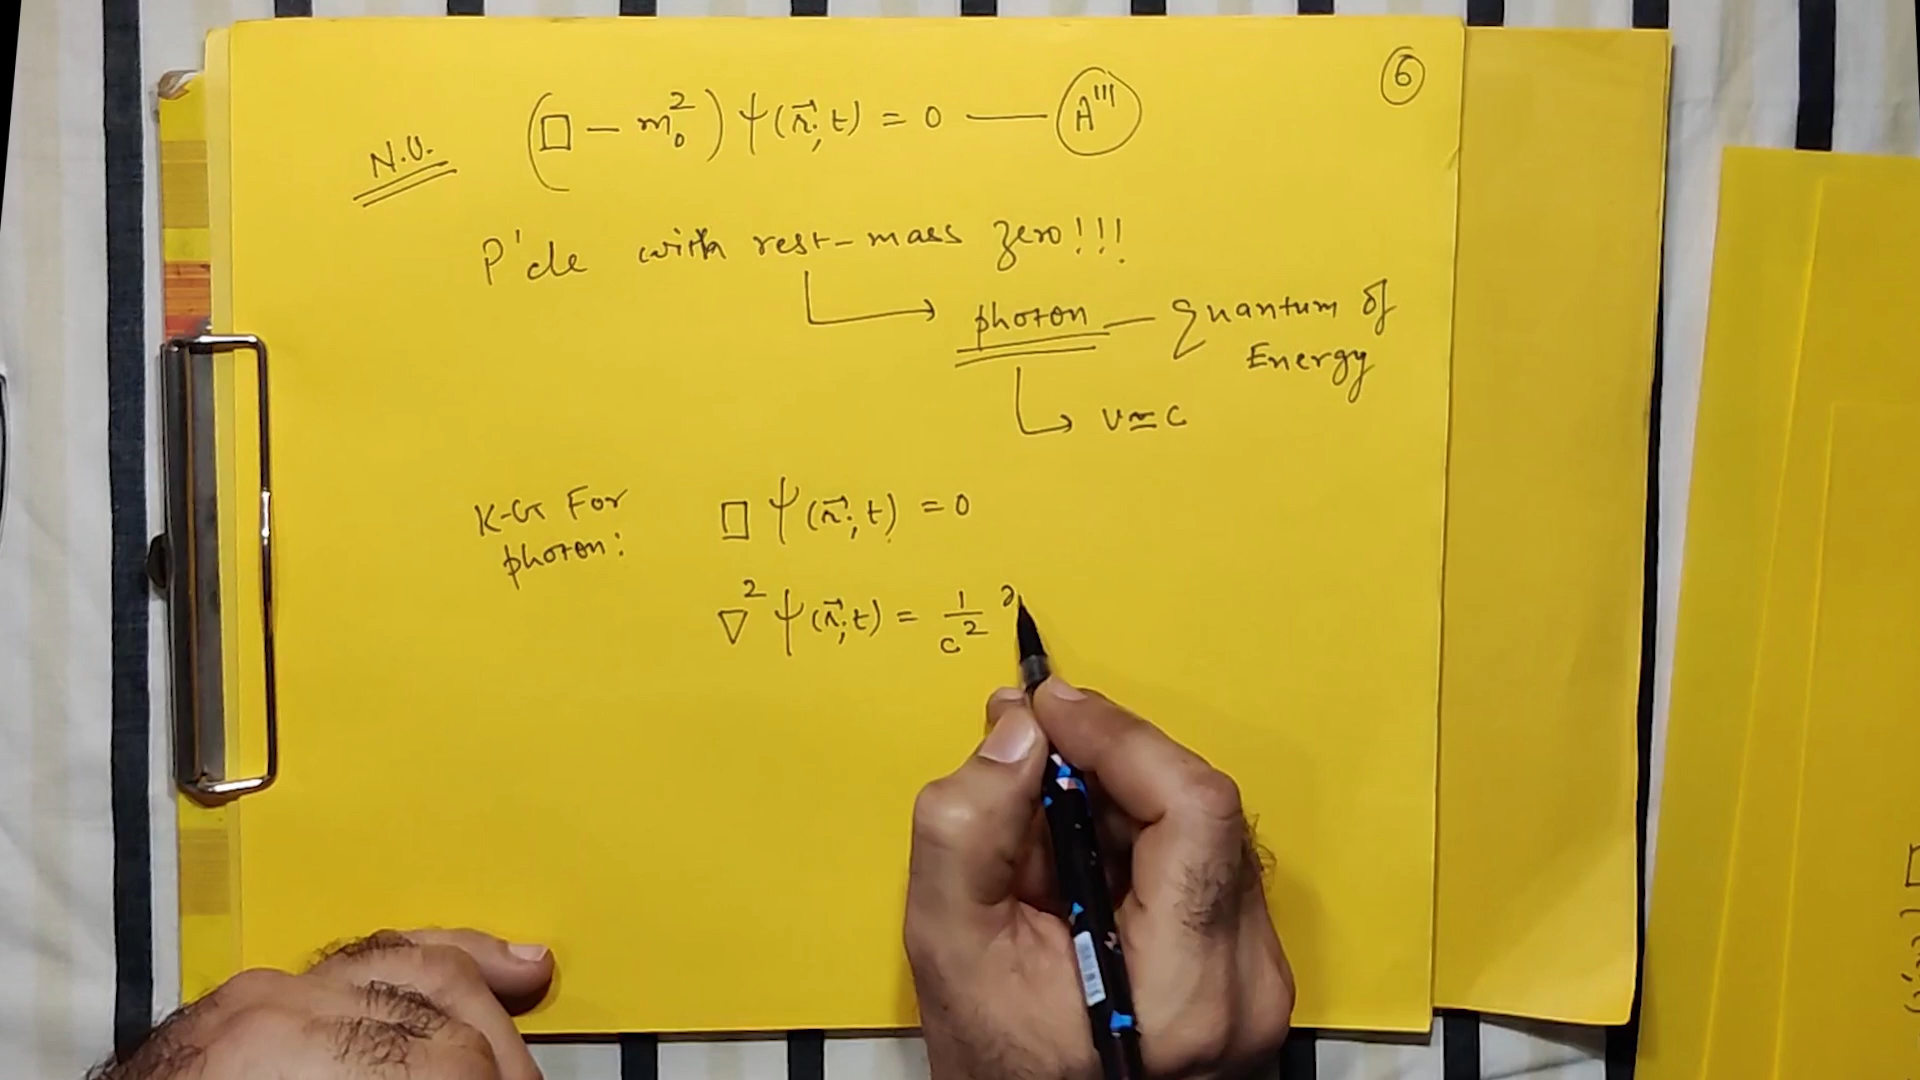 6
N.U. (□ − m₀²) ψ(r⃗, t) = 0 — A'''
P'cle with rest-mass zero!!!
photon — Quantum of
Energy
v ≃ c
K-G For
photon:
□ ψ(r⃗, t) = 0
∇² ψ(r⃗, t) = 1/c² ∂